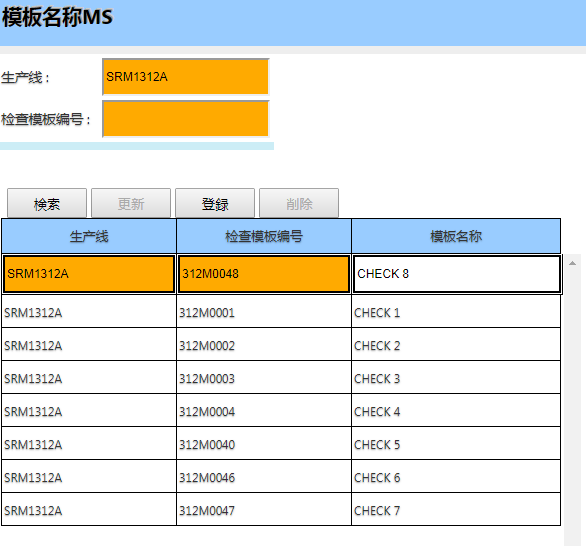 模板名称MS
生产线 : SRM1312A
检查模板编号 :
検索 更新 登録 削除
生产线 检查模板编号 模板名称
SRM1312A 312M0048 CHECK 8
SRM1312A 312M0001 CHECK 1
SRM1312A 312M0002 CHECK 2
SRM1312A 312M0003 CHECK 3
SRM1312A 312M0004 CHECK 4
SRM1312A 312M0040 CHECK 5
SRM1312A 312M0046 CHECK 6
SRM1312A 312M0047 CHECK 7